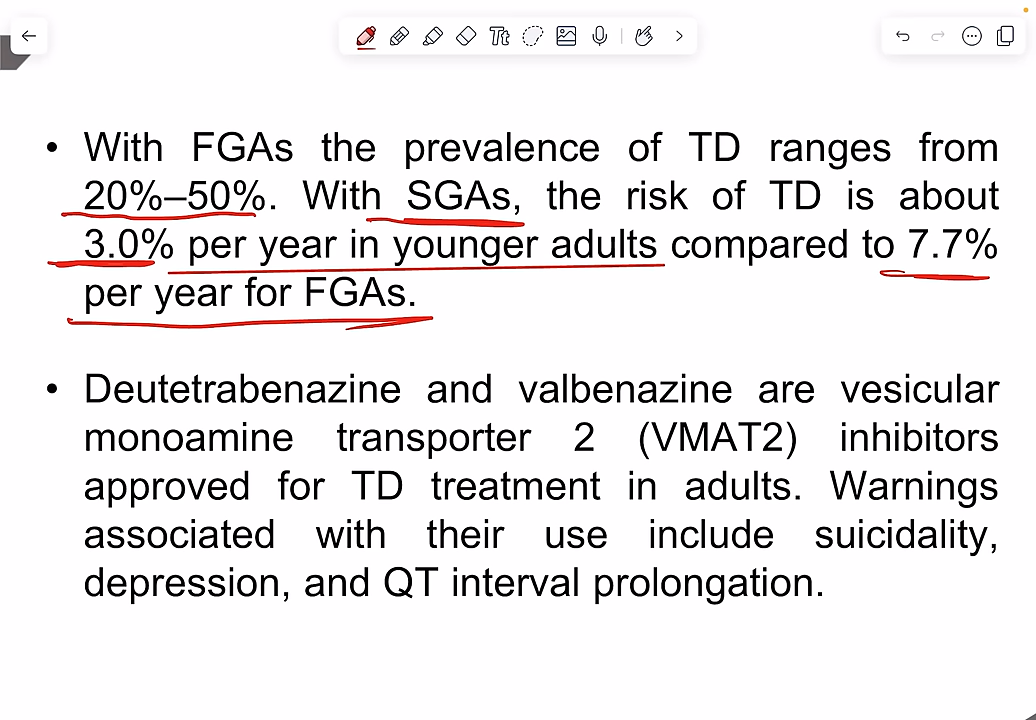 Tt
• With FGAs the prevalence of TD ranges from
20%–50%. With SGAs, the risk of TD is about
3.0% per year in younger adults compared to 7.7%
per year for FGAs.
• Deutetrabenazine and valbenazine are vesicular
monoamine transporter 2 (VMAT2) inhibitors
approved for TD treatment in adults. Warnings
associated with their use include suicidality,
depression, and QT interval prolongation.